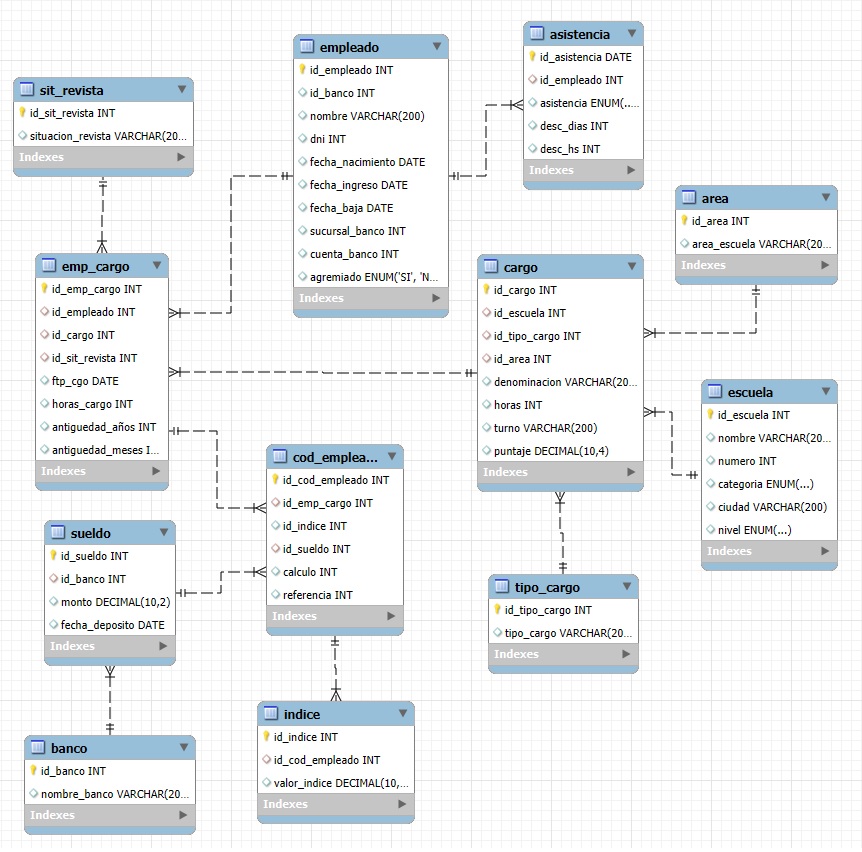 sit_revista
id_sit_revista INT
situacion_revista VARCHAR(20...
Indexes
empleado
id_empleado INT
id_banco INT
nombre VARCHAR(200)
dni INT
fecha_nacimiento DATE
fecha_ingreso DATE
fecha_baja DATE
sucursal_banco INT
cuenta_banco INT
agremiado ENUM('SI', 'N...
Indexes
asistencia
id_asistencia DATE
id_empleado INT
asistencia ENUM(....
desc_dias INT
desc_hs INT
Indexes
area
id_area INT
area_escuela VARCHAR(20...
Indexes
emp_cargo
id_emp_cargo INT
id_empleado INT
id_cargo INT
id_sit_revista INT
ftp_cgo DATE
horas_cargo INT
antiguedad_años INT
antiguedad_meses I...
Indexes
cargo
id_cargo INT
id_escuela INT
id_tipo_cargo INT
id_area INT
denominacion VARCHAR(20...
horas INT
turno VARCHAR(200)
puntaje DECIMAL(10,4)
Indexes
escuela
id_escuela INT
nombre VARCHAR(20...
numero INT
categoria ENUM(...)
ciudad VARCHAR(200)
nivel ENUM(...)
Indexes
cod_emplea...
id_cod_empleado INT
id_emp_cargo INT
id_indice INT
id_sueldo INT
calculo INT
referencia INT
Indexes
sueldo
id_sueldo INT
id_banco INT
monto DECIMAL(10,2)
fecha_deposito DATE
Indexes
tipo_cargo
id_tipo_cargo INT
tipo_cargo VARCHAR(20...
Indexes
indice
id_indice INT
id_cod_empleado INT
valor_indice DECIMAL(10,...
Indexes
banco
id_banco INT
nombre_banco VARCHAR(20...
Indexes